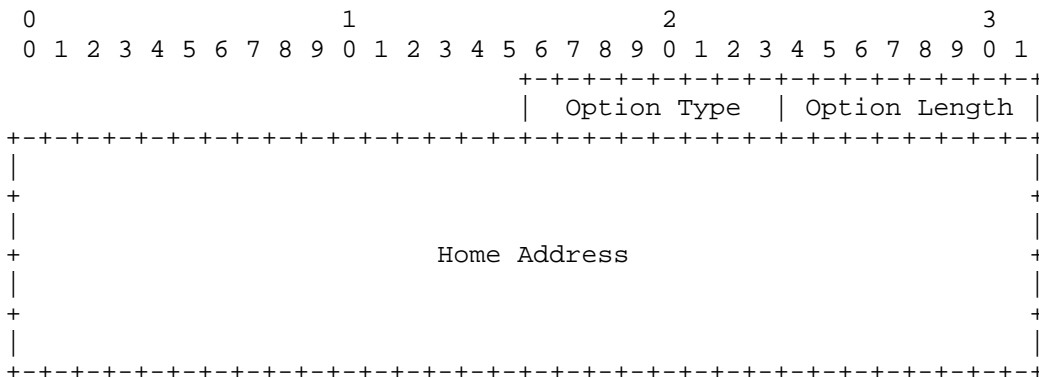 0                   1                   2                   3
0 1 2 3 4 5 6 7 8 9 0 1 2 3 4 5 6 7 8 9 0 1 2 3 4 5 6 7 8 9 0 1
+-+-+-+-+-+-+-+-+-+-+-+-+-+-+-+-+
| Option Type | Option Length |
+-+-+-+-+-+-+-+-+-+-+-+-+-+-+-+-+-+-+-+-+-+-+-+-+-+-+-+-+-+-+-+-+
| |
+ +
| |
+ Home Address +
| |
+ +
| |
+-+-+-+-+-+-+-+-+-+-+-+-+-+-+-+-+-+-+-+-+-+-+-+-+-+-+-+-+-+-+-+-+